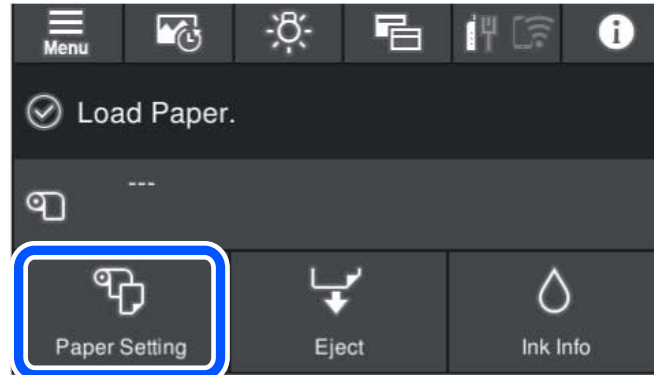 Menu
Load Paper.
---
Paper Setting
Eject
Ink Info